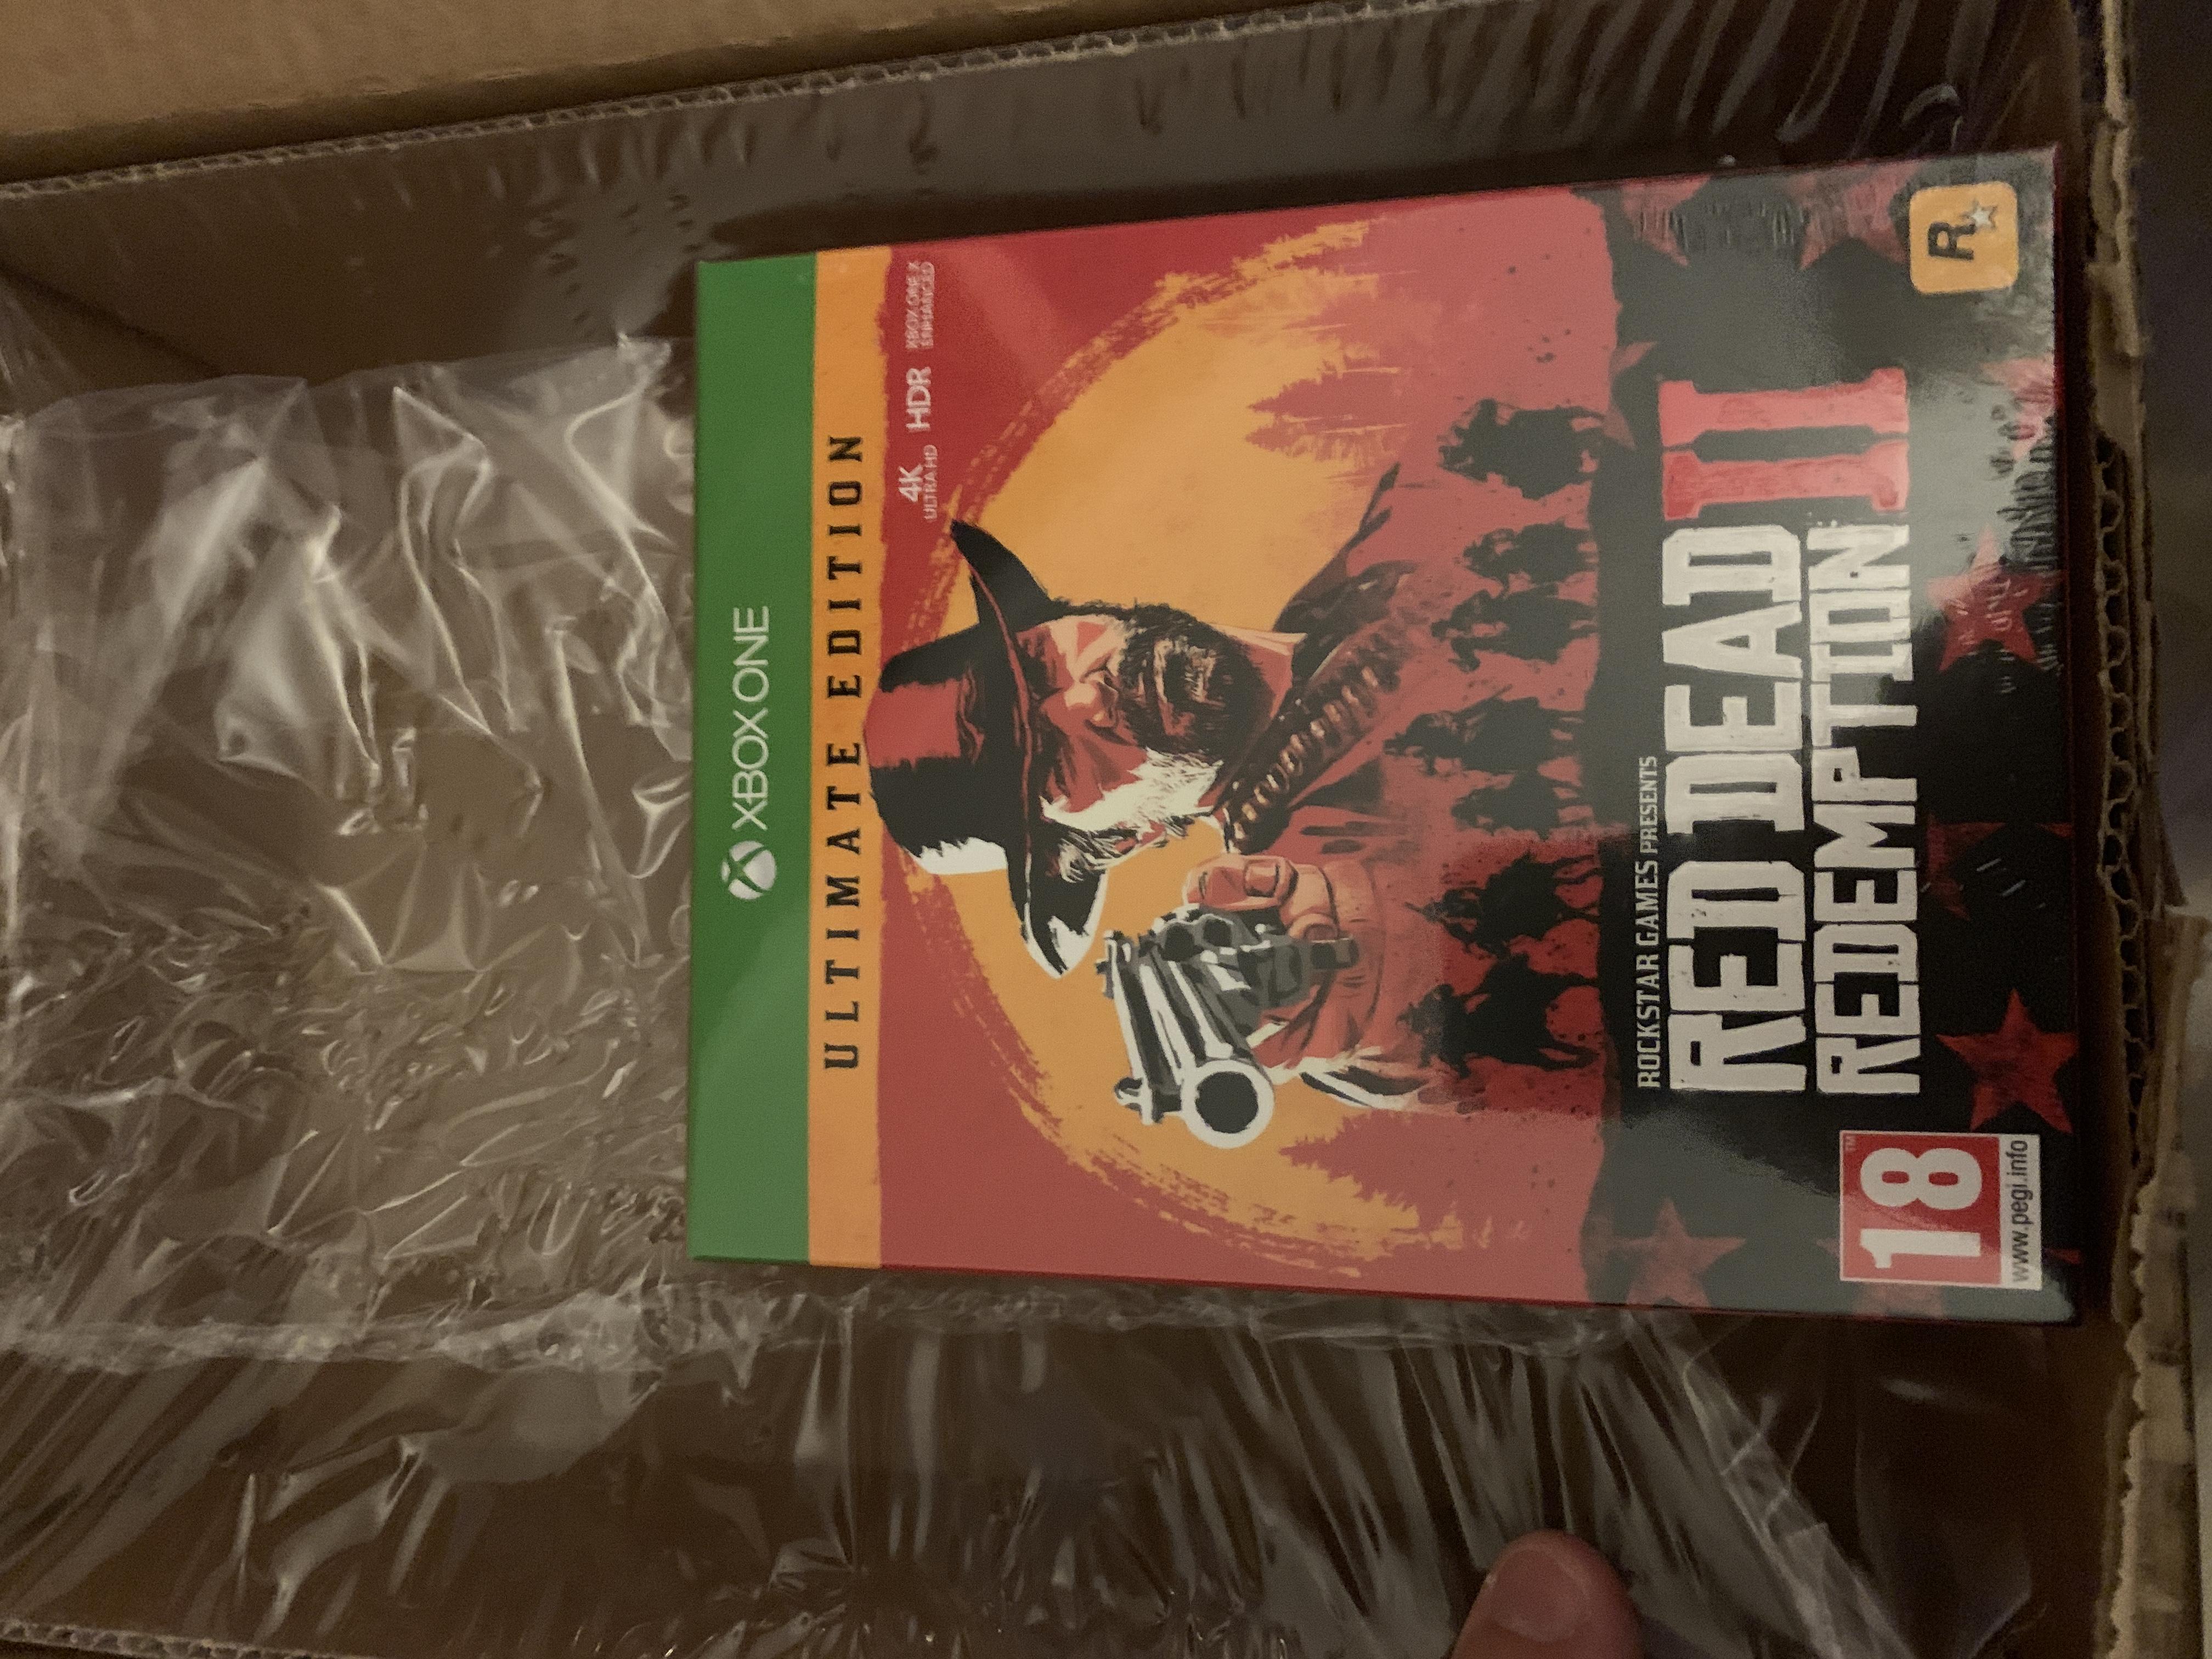 XBOX ONE
ULTIMATE EDITION
4K
ULTRA HD
HDR
XBOX ONE X
ENHANCED
ROCKSTAR GAMES PRESENTS
RED DEAD
REDEMPTION
II
18
www.pegi.info
R